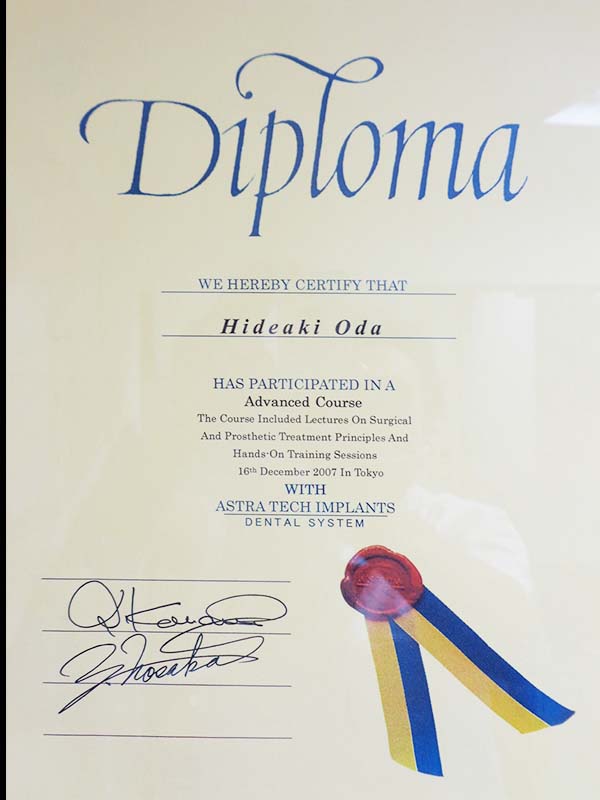 Diploma
WE HEREBY CERTIFY THAT
Hideaki Oda
HAS PARTICIPATED IN A
Advanced Course
The Course Included Lectures On Surgical
And Prosthetic Treatment Principles And
Hands-On Training Sessions
16th December 2007 In Tokyo
WITH
ASTRA TECH IMPLANTS
DENTAL SYSTEM